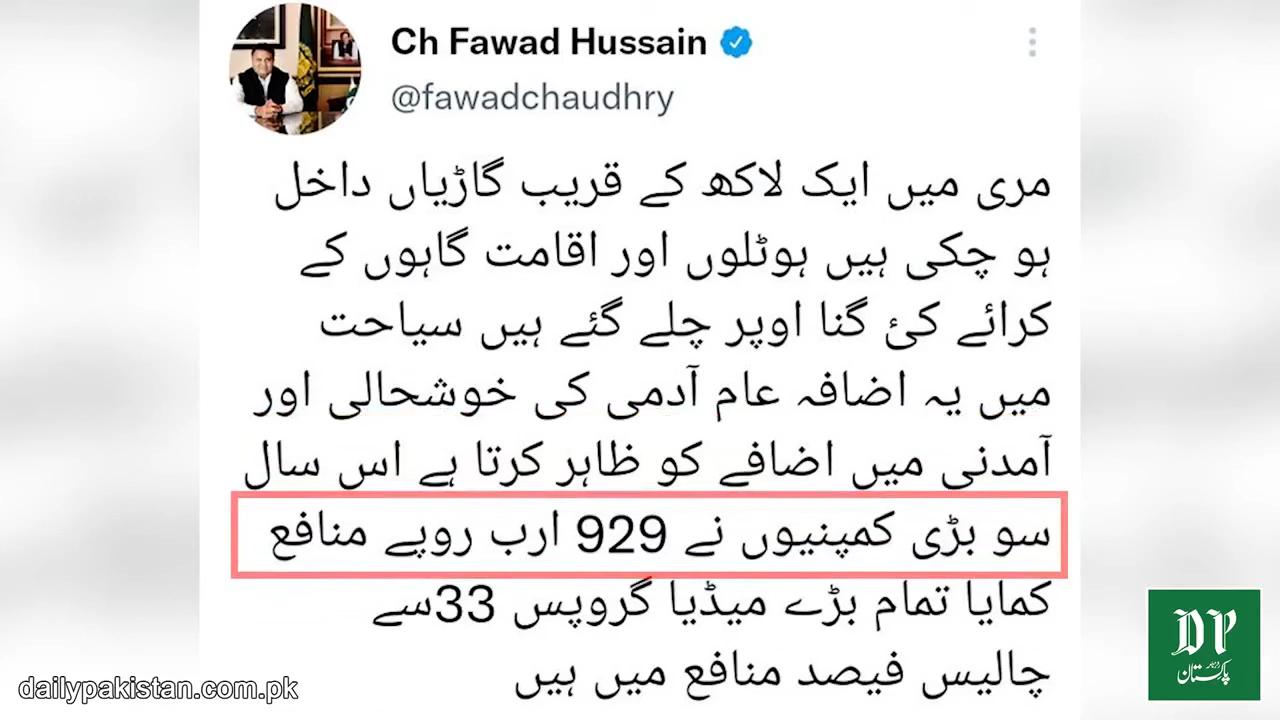 Ch Fawad Hussain
@fawadchaudhry
مری میں ایک لاکھ کے قریب گاڑیاں داخل
ہو چکی ہیں ہوٹلوں اور اقامت گاہوں کے
کرائے کئ گنا اوپر چلے گئے ہیں سیاحت
میں یہ اضافہ عام آدمی کی خوشحالی اور
آمدنی میں اضافے کو ظاہر کرتا ہے اس سال
سو بڑی کمپنیوں نے 929 ارب روپے منافع
کمایا تمام بڑے میڈیا گروپس 33سے
چالیس فیصد منافع میں ہیں
DP
روزنامہ
پاکستان
dailypakistan.com.pk